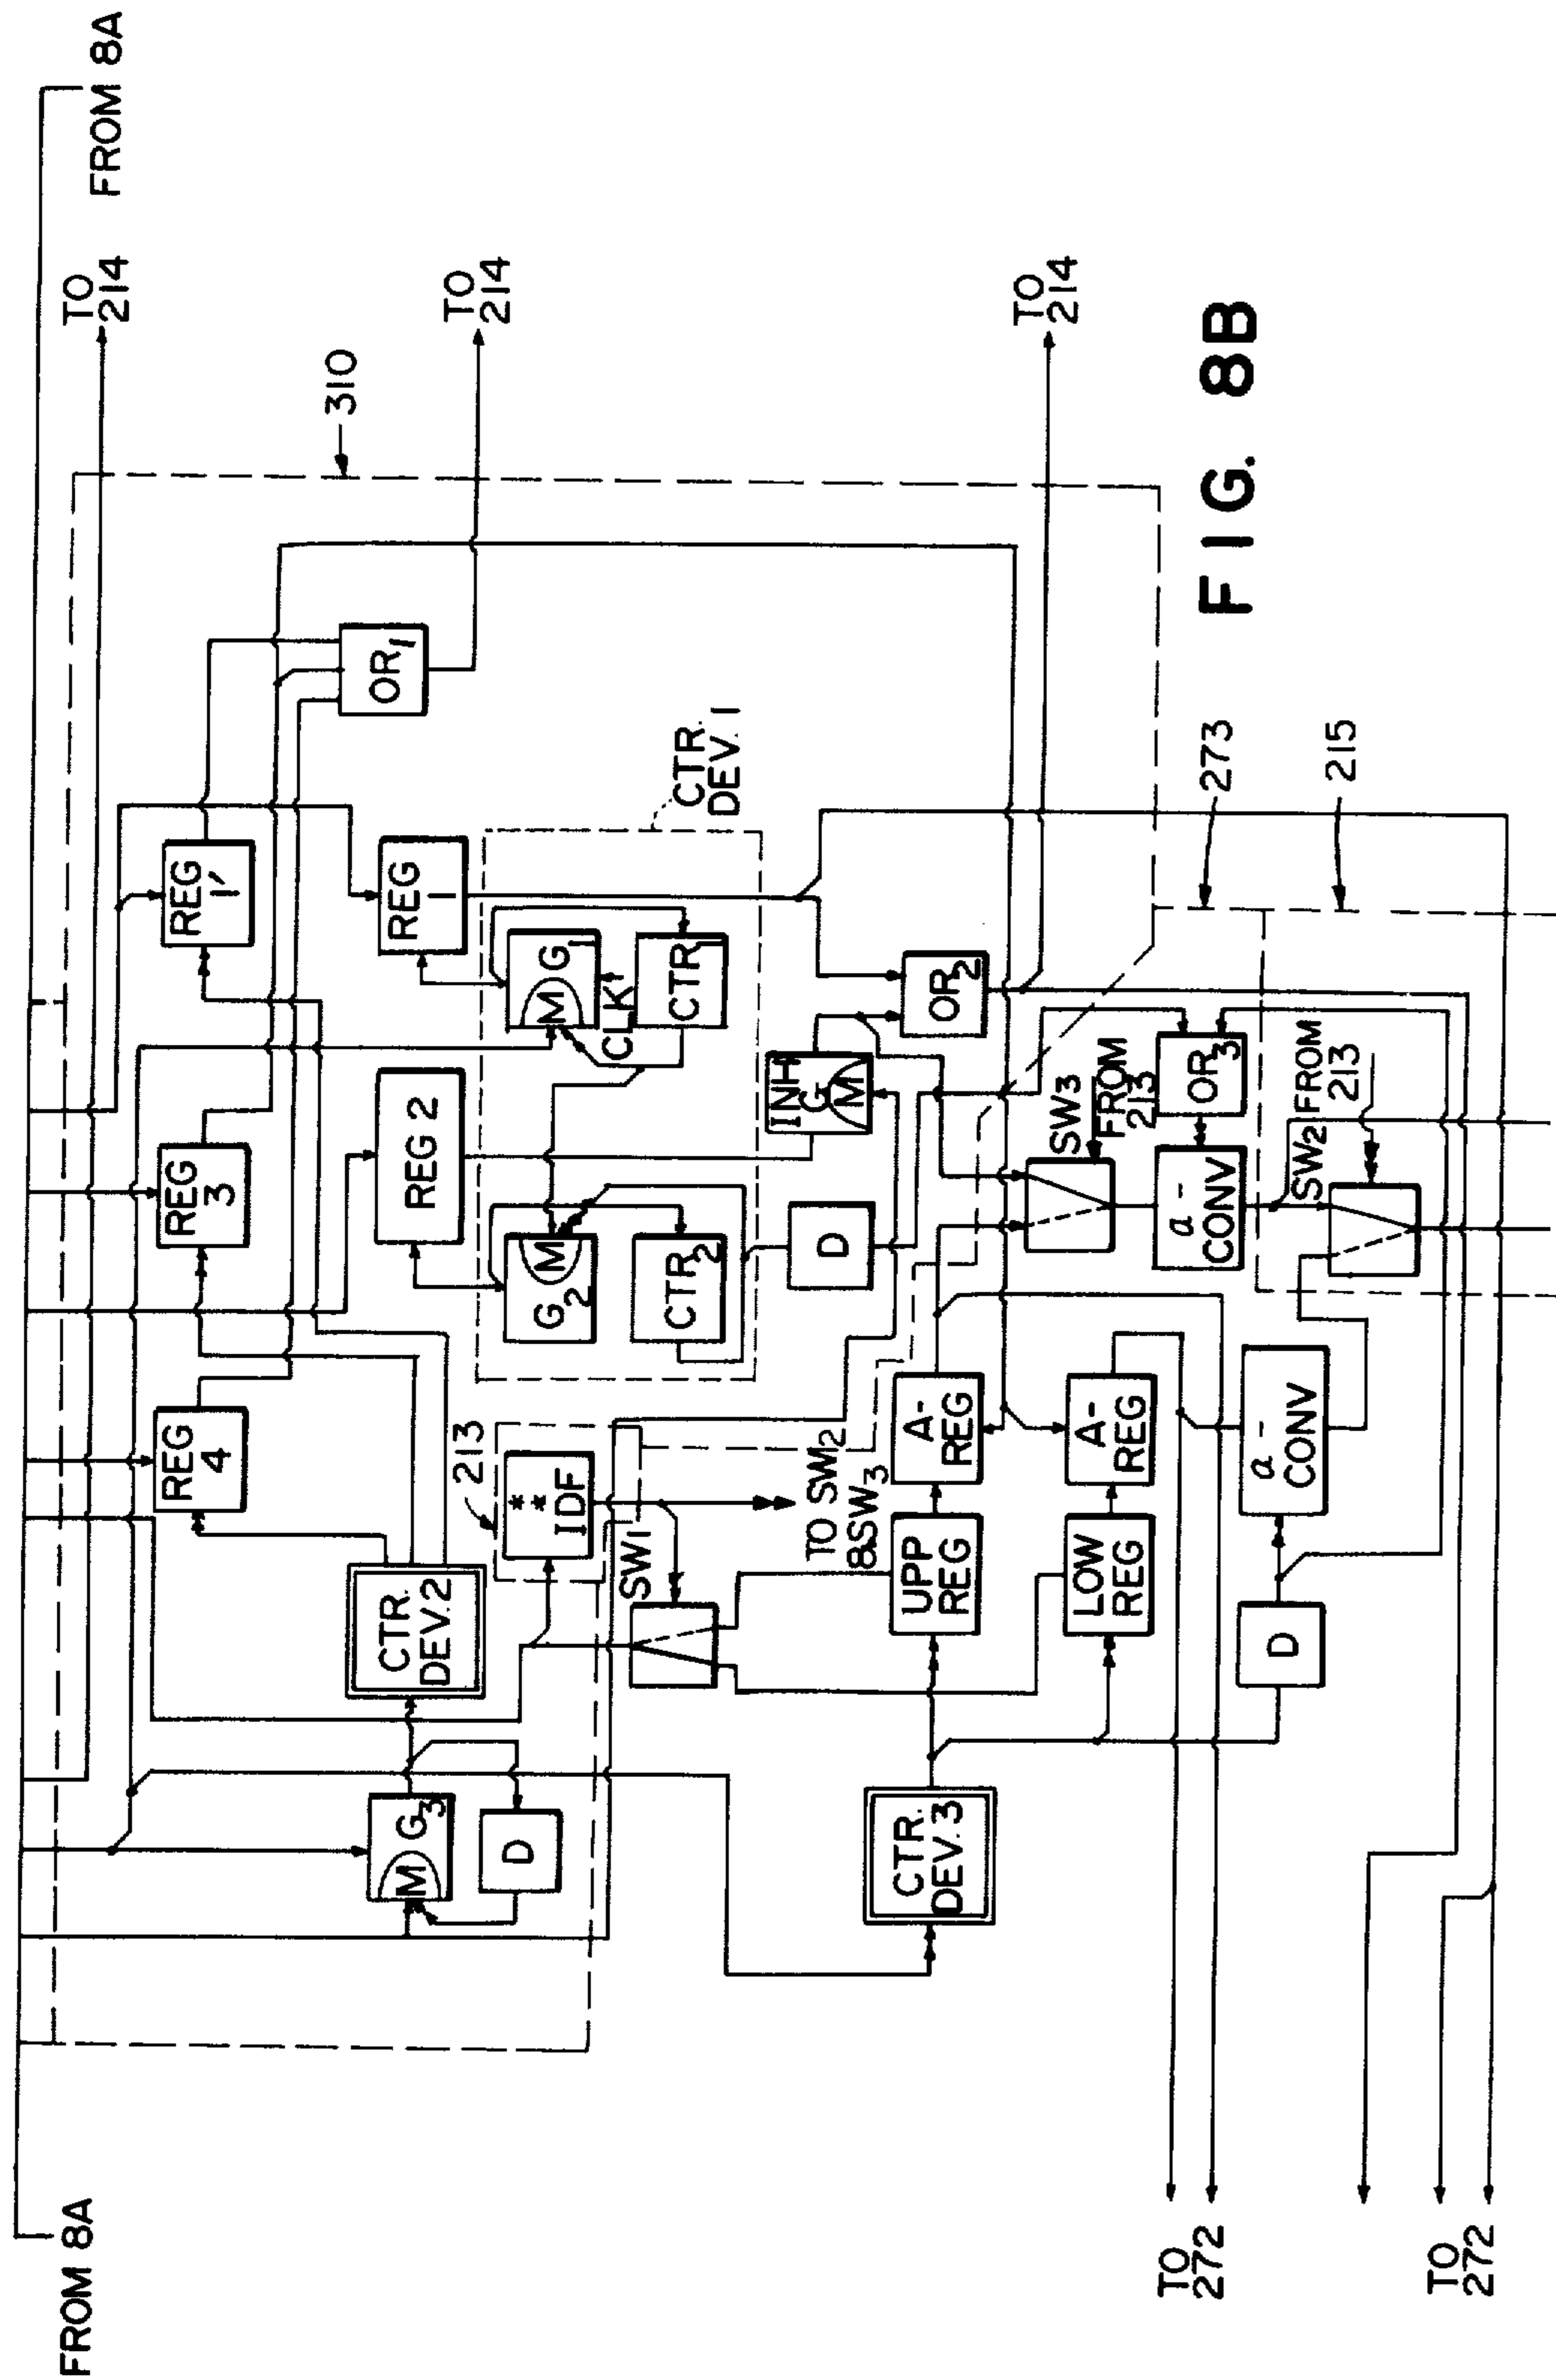 FROM 8A
FROM 8A
TO
214
310
REG
4
REG
3
REG
1'
OR1
TO
214
M G3
D
CTR.
DEV. 2
REG 2
REG
1
CTR.
DEV. 1
213
**
IDF
G2 M
M G1
CLK
CTR2
CTR1
SW1
TO SW2
& SW3
D
INH
G
M
OR2
TO
214
CTR.
DEV. 3
UPP
REG
A-
REG
SW3
FROM
213
LOW
REG
A-
REG
a-
CONV
OR3
273
D
a-
CONV
SW2 FROM
213
215
TO
272
TO
272
FIG. 8B